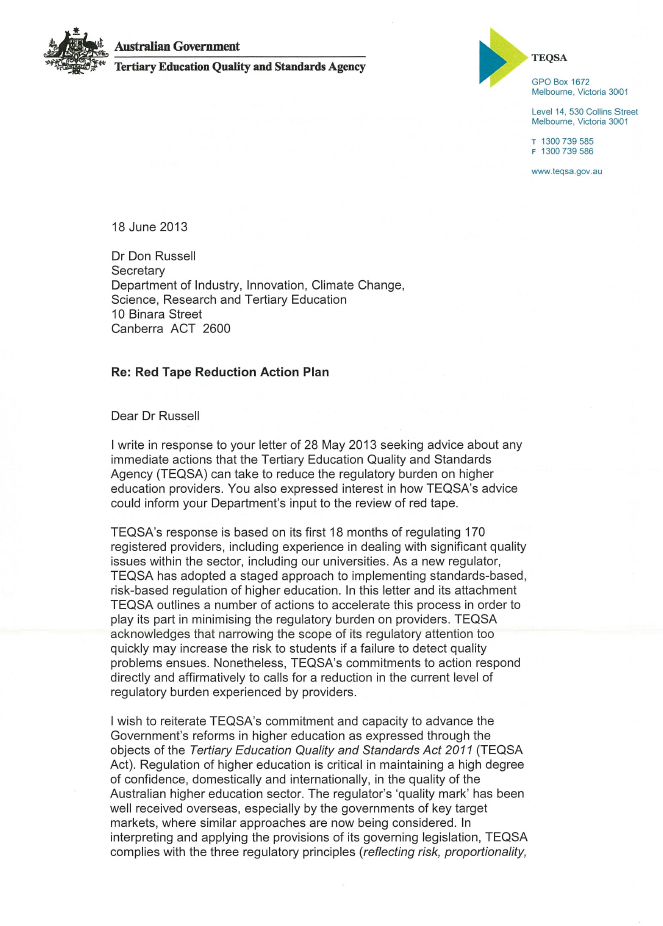 Australian Government
Tertiary Education Quality and Standards Agency
TEQSA
GPO Box 1672
Melbourne, Victoria 3001
Level 14, 530 Collins Street
Melbourne, Victoria 3001
T 1300 739 585
F 1300 739 586
www.teqsa.gov.au
18 June 2013
Dr Don Russell
Secretary
Department of Industry, Innovation, Climate Change,
Science, Research and Tertiary Education
10 Binara Street
Canberra ACT 2600
Re: Red Tape Reduction Action Plan
Dear Dr Russell
I write in response to your letter of 28 May 2013 seeking advice about any
immediate actions that the Tertiary Education Quality and Standards
Agency (TEQSA) can take to reduce the regulatory burden on higher
education providers. You also expressed interest in how TEQSA's advice
could inform your Department's input to the review of red tape.
TEQSA's response is based on its first 18 months of regulating 170
registered providers, including experience in dealing with significant quality
issues within the sector, including our universities. As a new regulator,
TEQSA has adopted a staged approach to implementing standards-based,
risk-based regulation of higher education. In this letter and its attachment
TEQSA outlines a number of actions to accelerate this process in order to
play its part in minimising the regulatory burden on providers. TEQSA
acknowledges that narrowing the scope of its regulatory attention too
quickly may increase the risk to students if a failure to detect quality
problems ensues. Nonetheless, TEQSA's commitments to action respond
directly and affirmatively to calls for a reduction in the current level of
regulatory burden experienced by providers.
I wish to reiterate TEQSA's commitment and capacity to advance the
Government's reforms in higher education as expressed through the
objects of the Tertiary Education Quality and Standards Act 2011 (TEQSA
Act). Regulation of higher education is critical in maintaining a high degree
of confidence, domestically and internationally, in the quality of the
Australian higher education sector. The regulator's 'quality mark' has been
well received overseas, especially by the governments of key target
markets, where similar approaches are now being considered. In
interpreting and applying the provisions of its governing legislation, TEQSA
complies with the three regulatory principles (reflecting risk, proportionality,